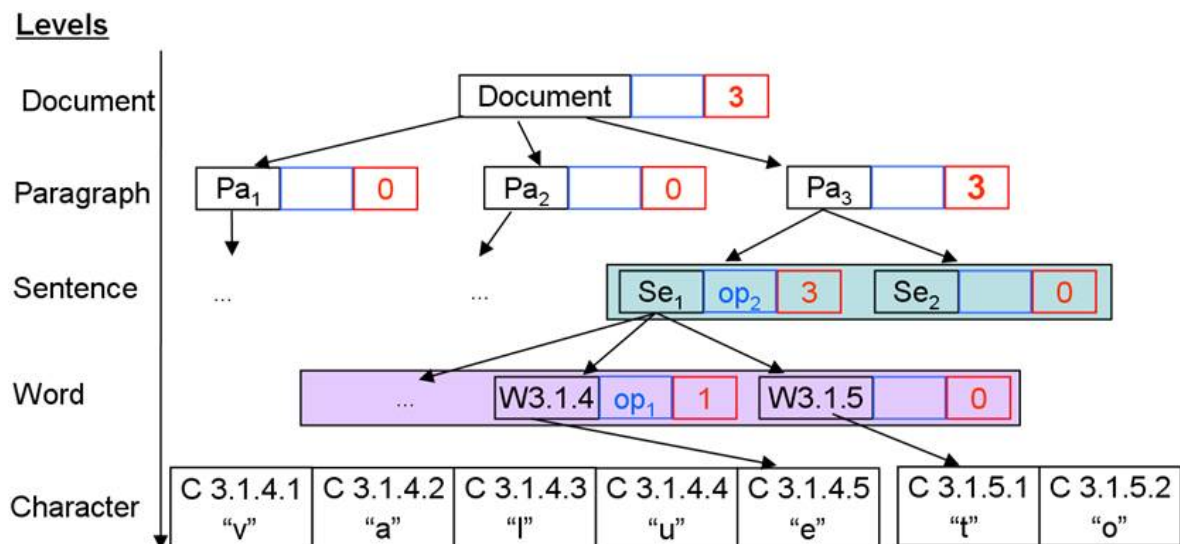 Levels
Document Document 3
Paragraph Pa₁ 0 Pa₂ 0 Pa₃ 3
Sentence ... ... Se₁ op₂ 3 Se₂ 0
Word ... W3.1.4 op₁ 1 W3.1.5 0
C 3.1.4.1 C 3.1.4.2 C 3.1.4.3 C 3.1.4.4 C 3.1.4.5 C 3.1.5.1 C 3.1.5.2
Character “v” “a” “l” “u” “e” “t” “o”